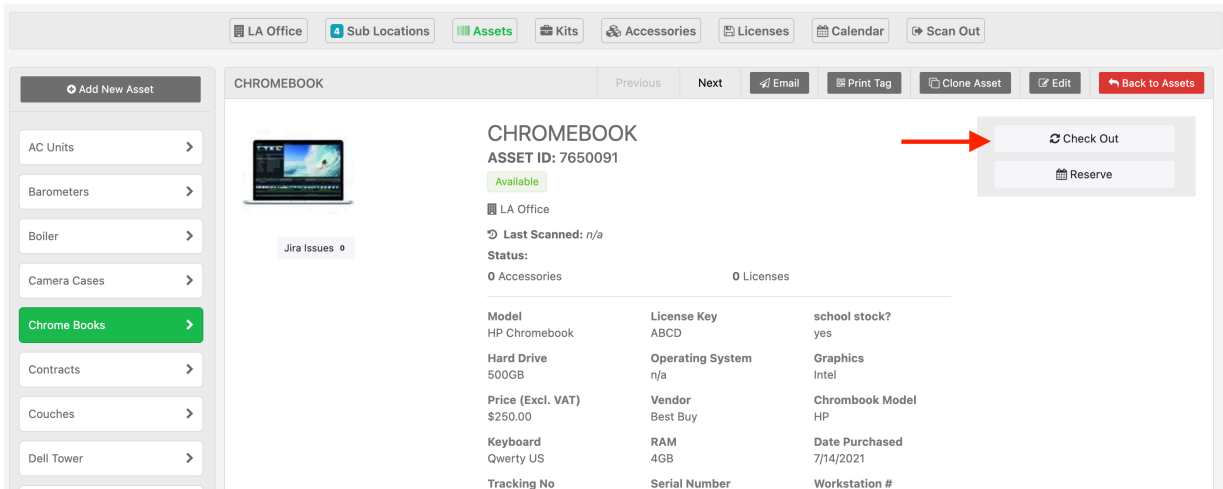 LA Office 4 Sub Locations Assets Kits Accessories Licenses Calendar Scan Out
Add New Asset
AC Units
Barometers
Boiler
Camera Cases
Chrome Books
Contracts
Couches
Dell Tower
CHROMEBOOK Previous Next Email Print Tag Clone Asset Edit Back to Assets
Jira Issues 0
CHROMEBOOK
ASSET ID: 7650091
Available
LA Office
Last Scanned: n/a
Status:
0 Accessories 0 Licenses
Model License Key school stock?
HP Chromebook ABCD yes
Hard Drive Operating System Graphics
500GB n/a Intel
Price (Excl. VAT) Vendor Chrombook Model
$250.00 Best Buy HP
Keyboard RAM Date Purchased
Qwerty US 4GB 7/14/2021
Tracking No Serial Number Workstation #
Check Out
Reserve